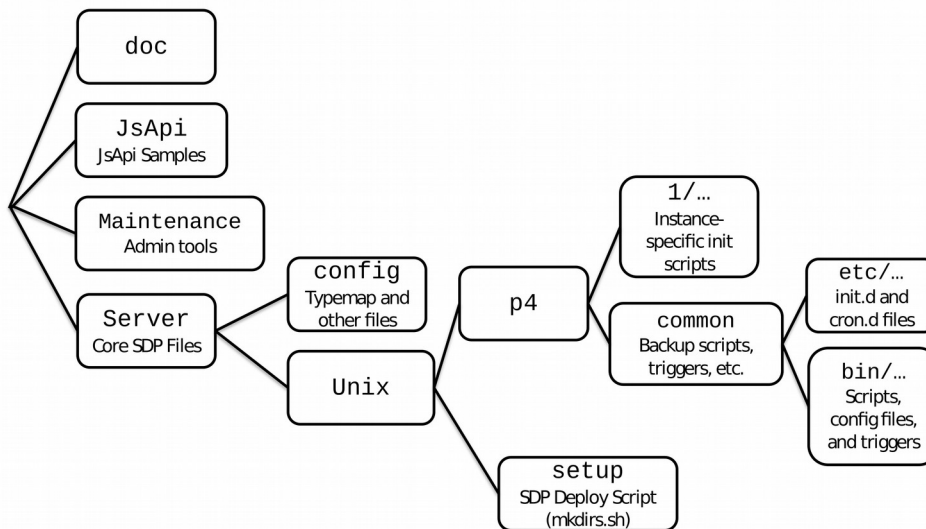 doc
JsApi
JsApi Samples
Maintenance
Admin tools
Server
Core SDP Files
config
Typemap and
other files
Unix
p4
setup
SDP Deploy Script
(mkdirs.sh)
1/…
Instance-
specific init
scripts
common
Backup scripts,
triggers, etc.
etc/…
init.d and
cron.d files
bin/…
Scripts,
config files,
and triggers